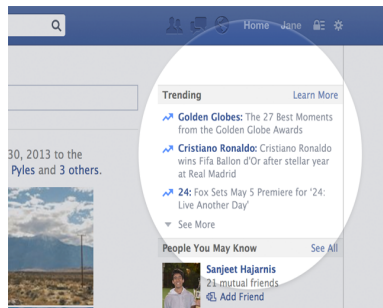 Home Jane
Trending Learn More
Golden Globes: The 27 Best Moments
from the Golden Globe Awards
30, 2013 to the
Cristiano Ronaldo: Cristiano Ronaldo
Pyles and 3 others.
wins Fifa Ballon d'Or after stellar year
at Real Madrid
24: Fox Sets May 5 Premiere for '24:
Live Another Day'
See More
People You May Know See All
Sanjeet Hajarnis
21 mutual friends
Add Friend